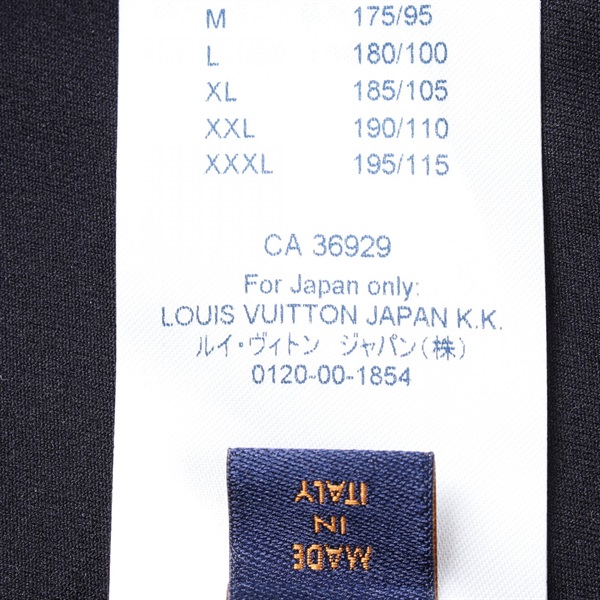 M 175/95
L 180/100
XL 185/105
XXL 190/110
XXXL 195/115
CA 36929
For Japan only:
LOUIS VUITTON JAPAN K.K.
ルイ・ヴィトン ジャパン(株)
0120-00-1854
MADE
IN
ITALY